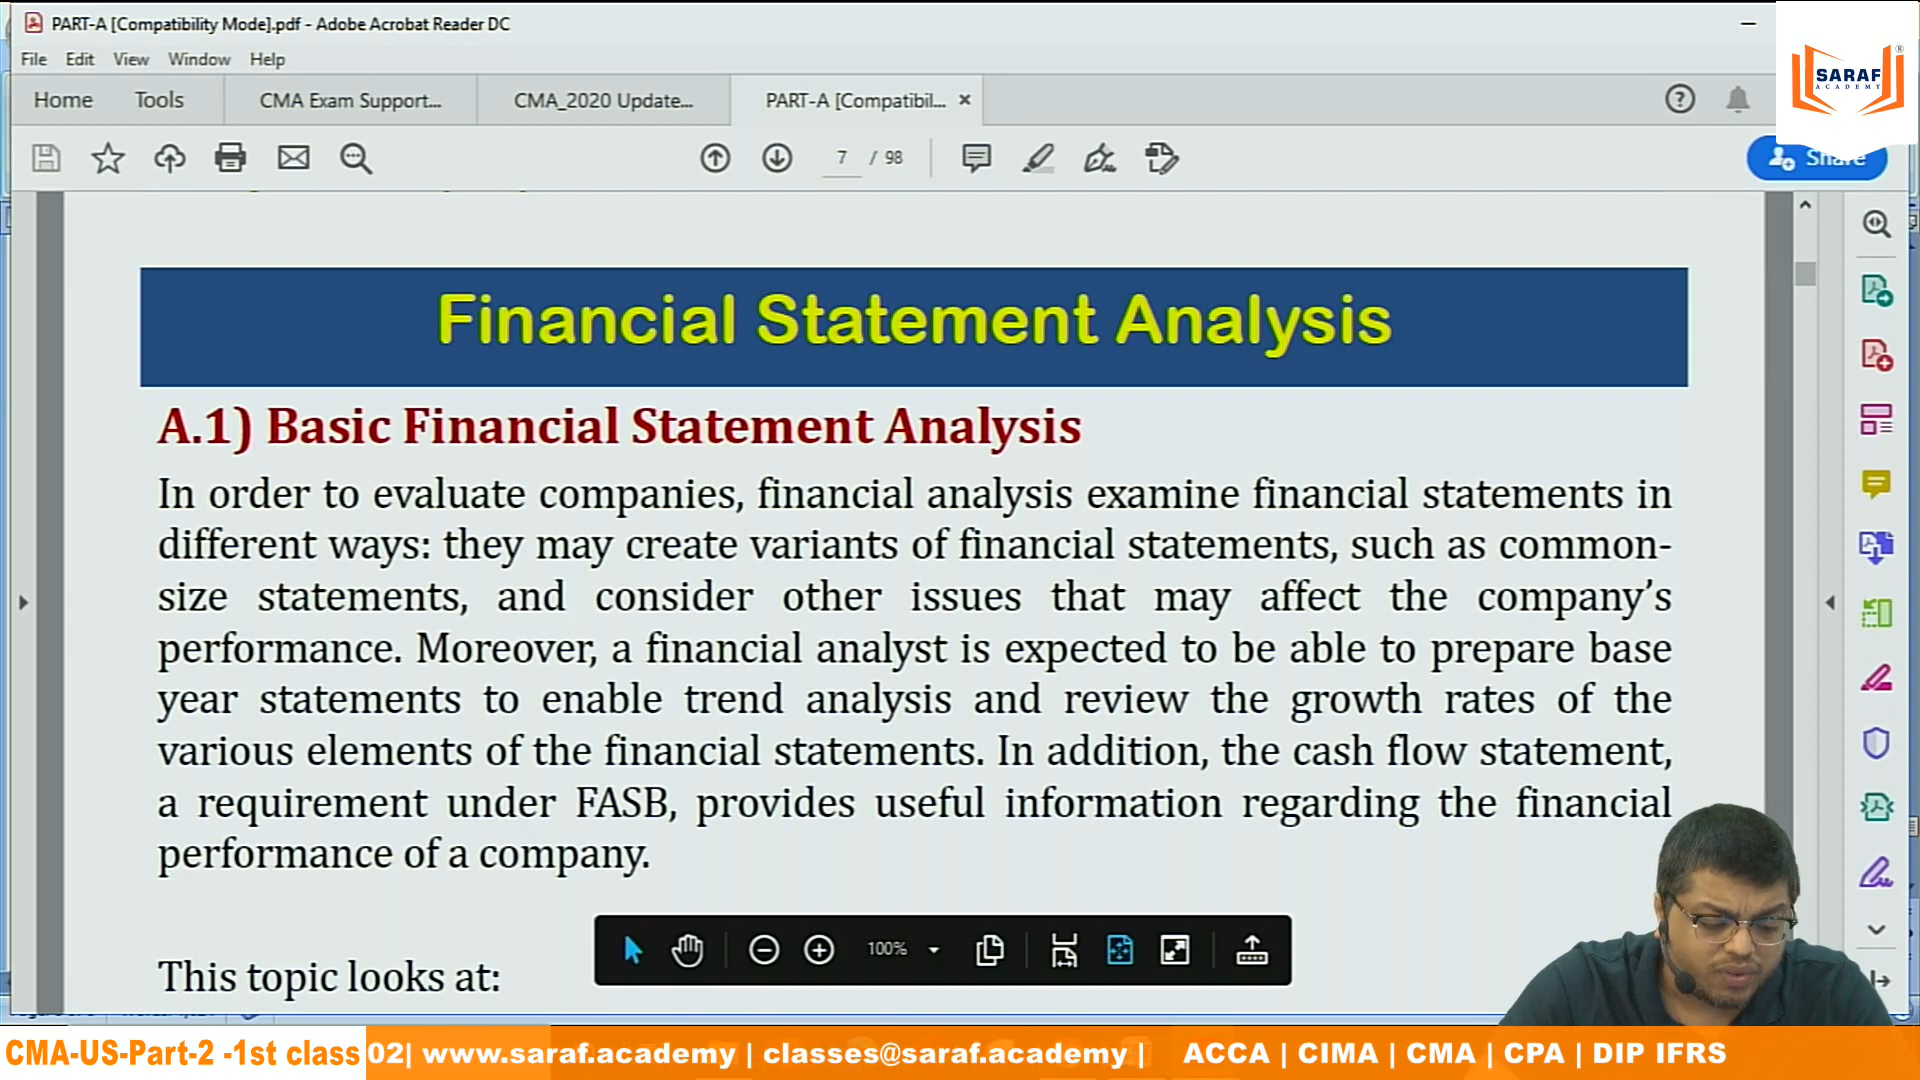 PART-A [Compatibility Mode].pdf - Adobe Acrobat Reader DC
File Edit View Window Help
Home Tools CMA Exam Support... CMA_2020 Update... PART-A [Compatibil... ×
SARAF
ACADEMY
7 / 98
Share
Financial Statement Analysis
A.1) Basic Financial Statement Analysis
In order to evaluate companies, financial analysis examine financial statements in
different ways: they may create variants of financial statements, such as common-
size statements, and consider other issues that may affect the company’s
performance. Moreover, a financial analyst is expected to be able to prepare base
year statements to enable trend analysis and review the growth rates of the
various elements of the financial statements. In addition, the cash flow statement,
a requirement under FASB, provides useful information regarding the financial
performance of a company.
This topic looks at:
100%
CMA-US-Part-2 -1st class 02| www.saraf.academy | classes@saraf.academy | ACCA | CIMA | CMA | CPA | DIP IFRS